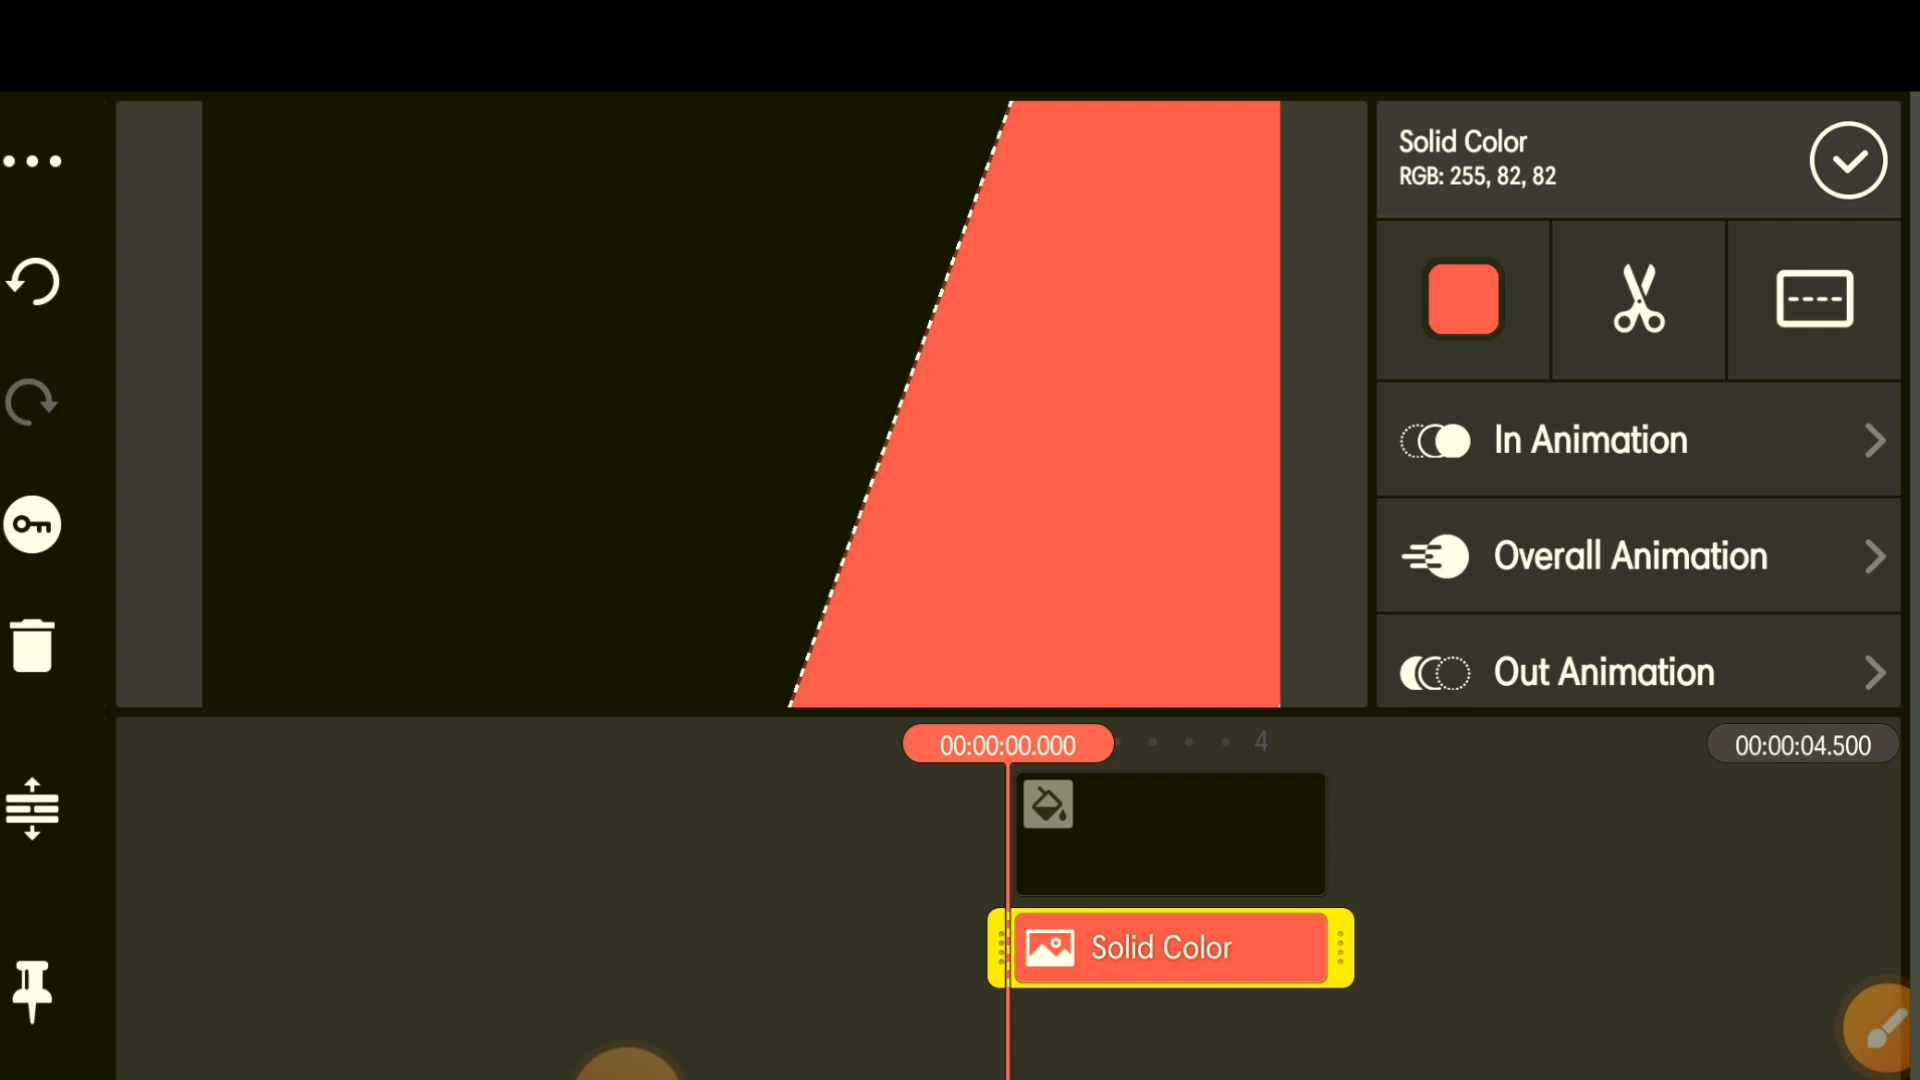 Solid Color
RGB: 255, 82, 82
In Animation
Overall Animation
Out Animation
00:00:00.000
4
00:00:04.500
Solid Color